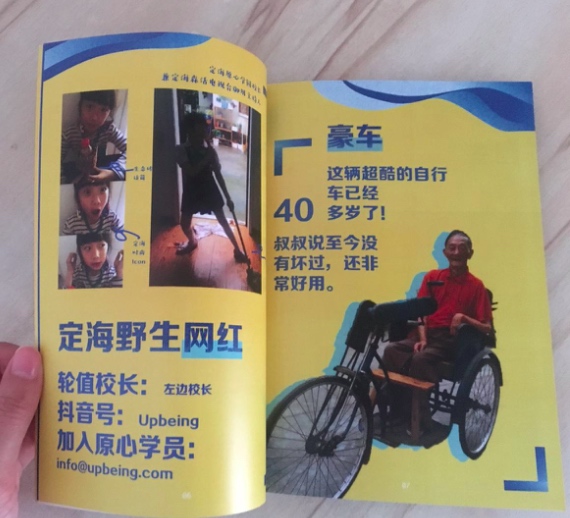 定海野生网红
轮值校长： 左边校长
抖音号： Upbeing
加入原心学员：
info@upbeing.com
豪车
这辆超酷的自行
车已经
40 多岁了！
叔叔说至今没
有坏过，还非
常好用。